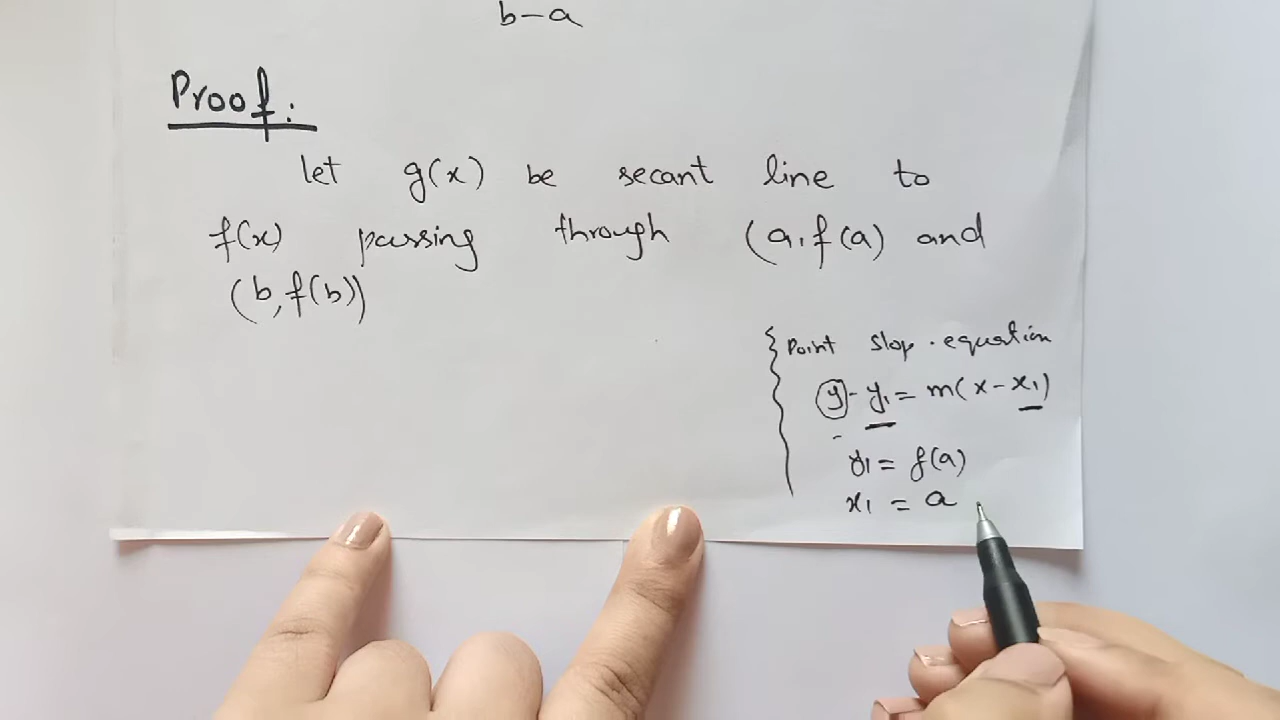 b-a
Proof:
let g(x) be secant line to
f(x) passing through (a,f(a) and
(b,f(b))
Point slop.equation
y-y₁=m(x-x₁)
y₁=f(a)
x₁=a